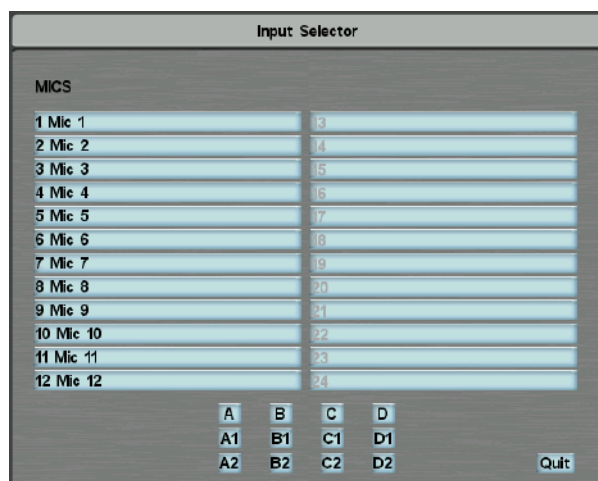 Input Selector
MICS
1 Mic 1
2 Mic 2
3 Mic 3
4 Mic 4
5 Mic 5
6 Mic 6
7 Mic 7
8 Mic 8
9 Mic 9
10 Mic 10
11 Mic 11
12 Mic 12
13
14
15
16
17
18
19
20
21
22
23
24
A B C D
A1 B1 C1 D1
A2 B2 C2 D2
Quit